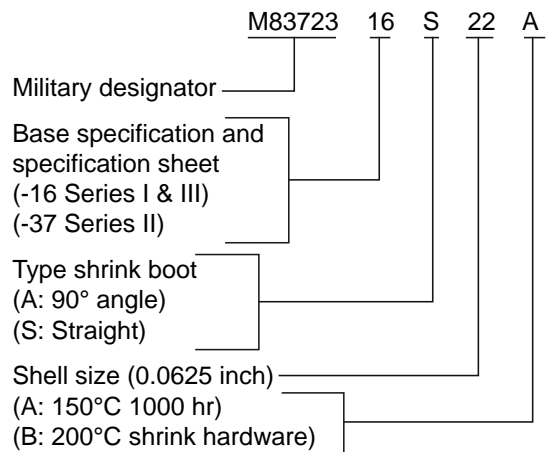 M83723 16 S 22 A
Military designator
Base specification and
specification sheet
(-16 Series I & III)
(-37 Series II)
Type shrink boot
(A: 90° angle)
(S: Straight)
Shell size (0.0625 inch)
(A: 150°C 1000 hr)
(B: 200°C shrink hardware)